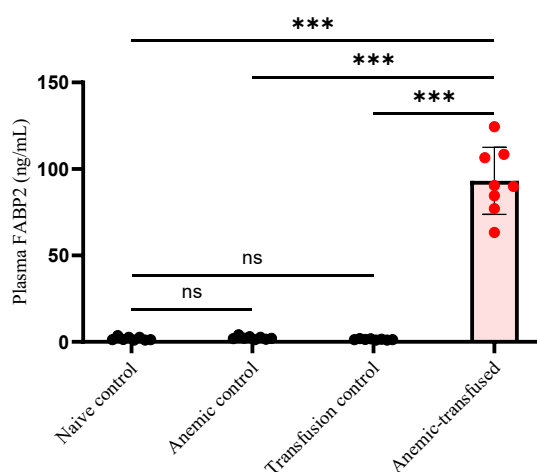 ***
***
***
150
100
50
0
Plasma FABP2 (ng/mL)
ns
ns
Naive control
Anemic control
Transfusion control
Anemic-transfused